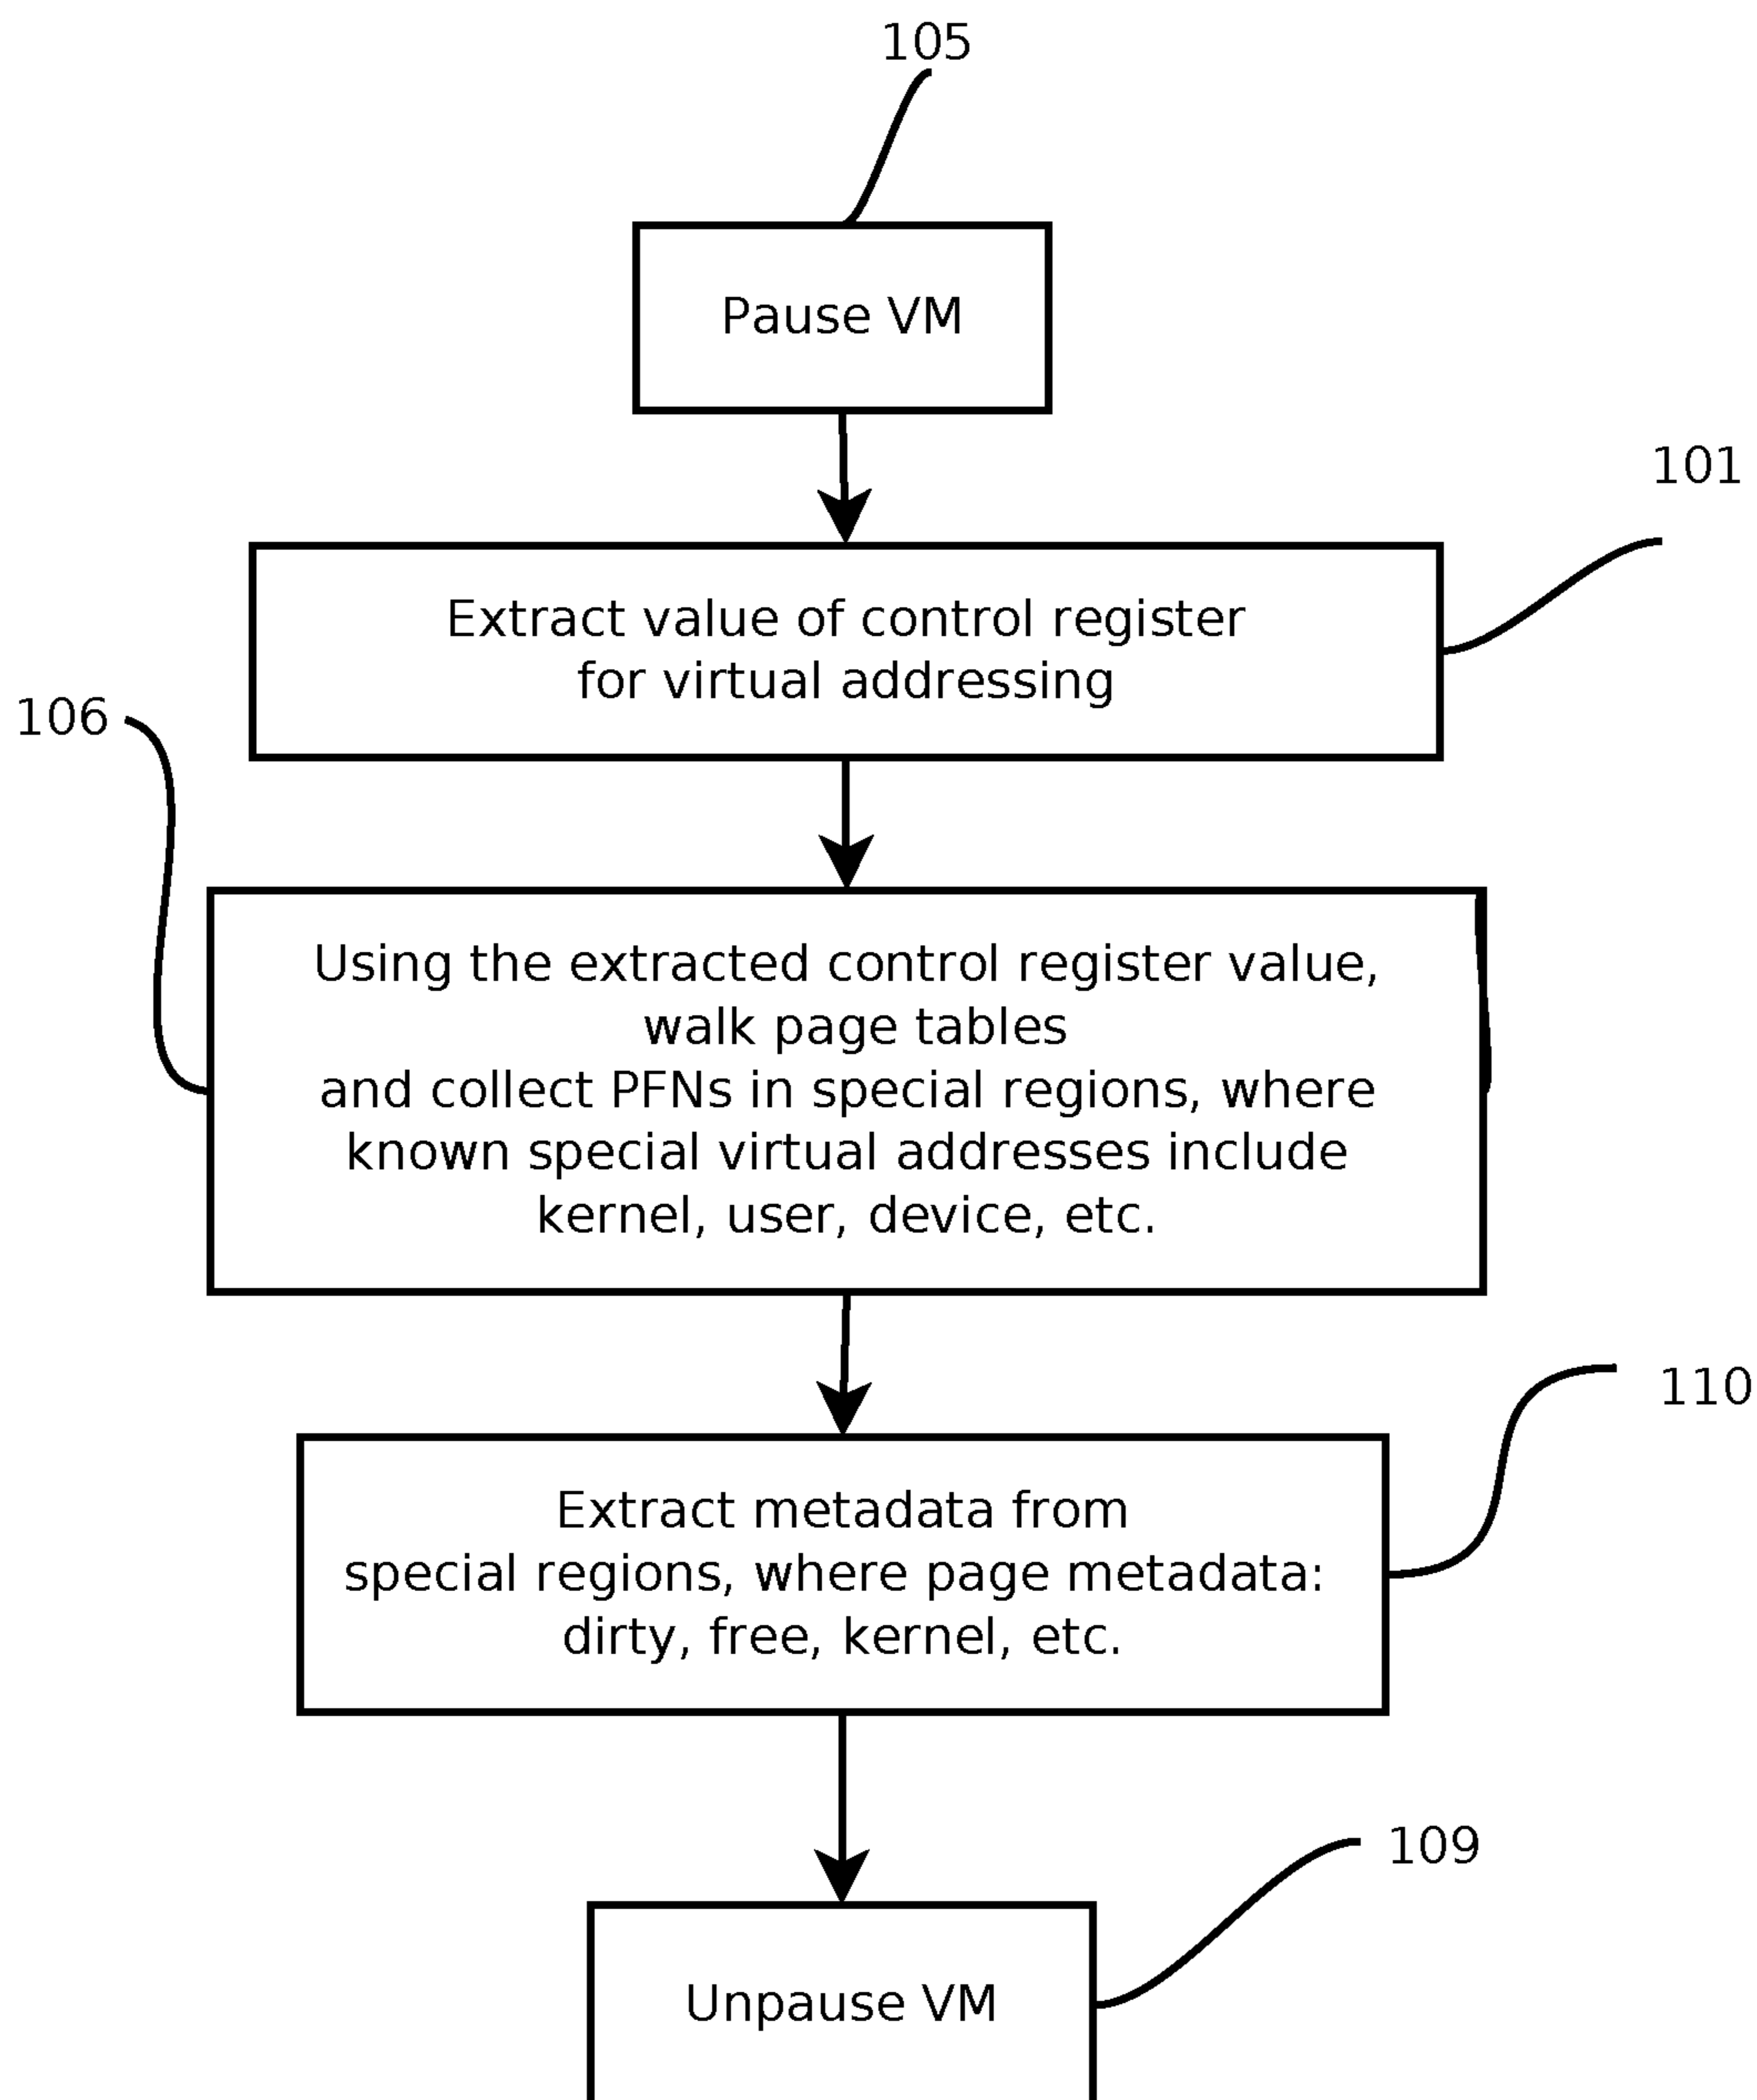 105
Pause VM
101
Extract value of control register
for virtual addressing
106
Using the extracted control register value,
walk page tables
and collect PFNs in special regions, where
known special virtual addresses include
kernel, user, device, etc.
110
Extract metadata from
special regions, where page metadata:
dirty, free, kernel, etc.
109
Unpause VM